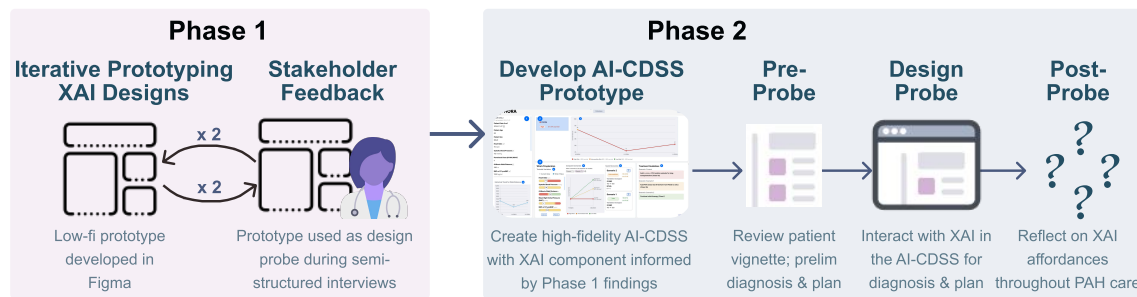 Phase 1
Iterative Prototyping
XAI Designs
Stakeholder
Feedback
x 2
x 2
Low-fi prototype
developed in
Figma
Prototype used as design
probe during semi-
structured interviews
Phase 2
Develop AI-CDSS
Prototype
Create high-fidelity AI-CDSS
with XAI component informed
by Phase 1 findings
Pre-
Probe
Review patient
vignette; prelim
diagnosis & plan
Design
Probe
Interact with XAI in
the AI-CDSS for
diagnosis & plan
Post-
Probe
? ? ? ?
Reflect on XAI
affordances
throughout PAH care